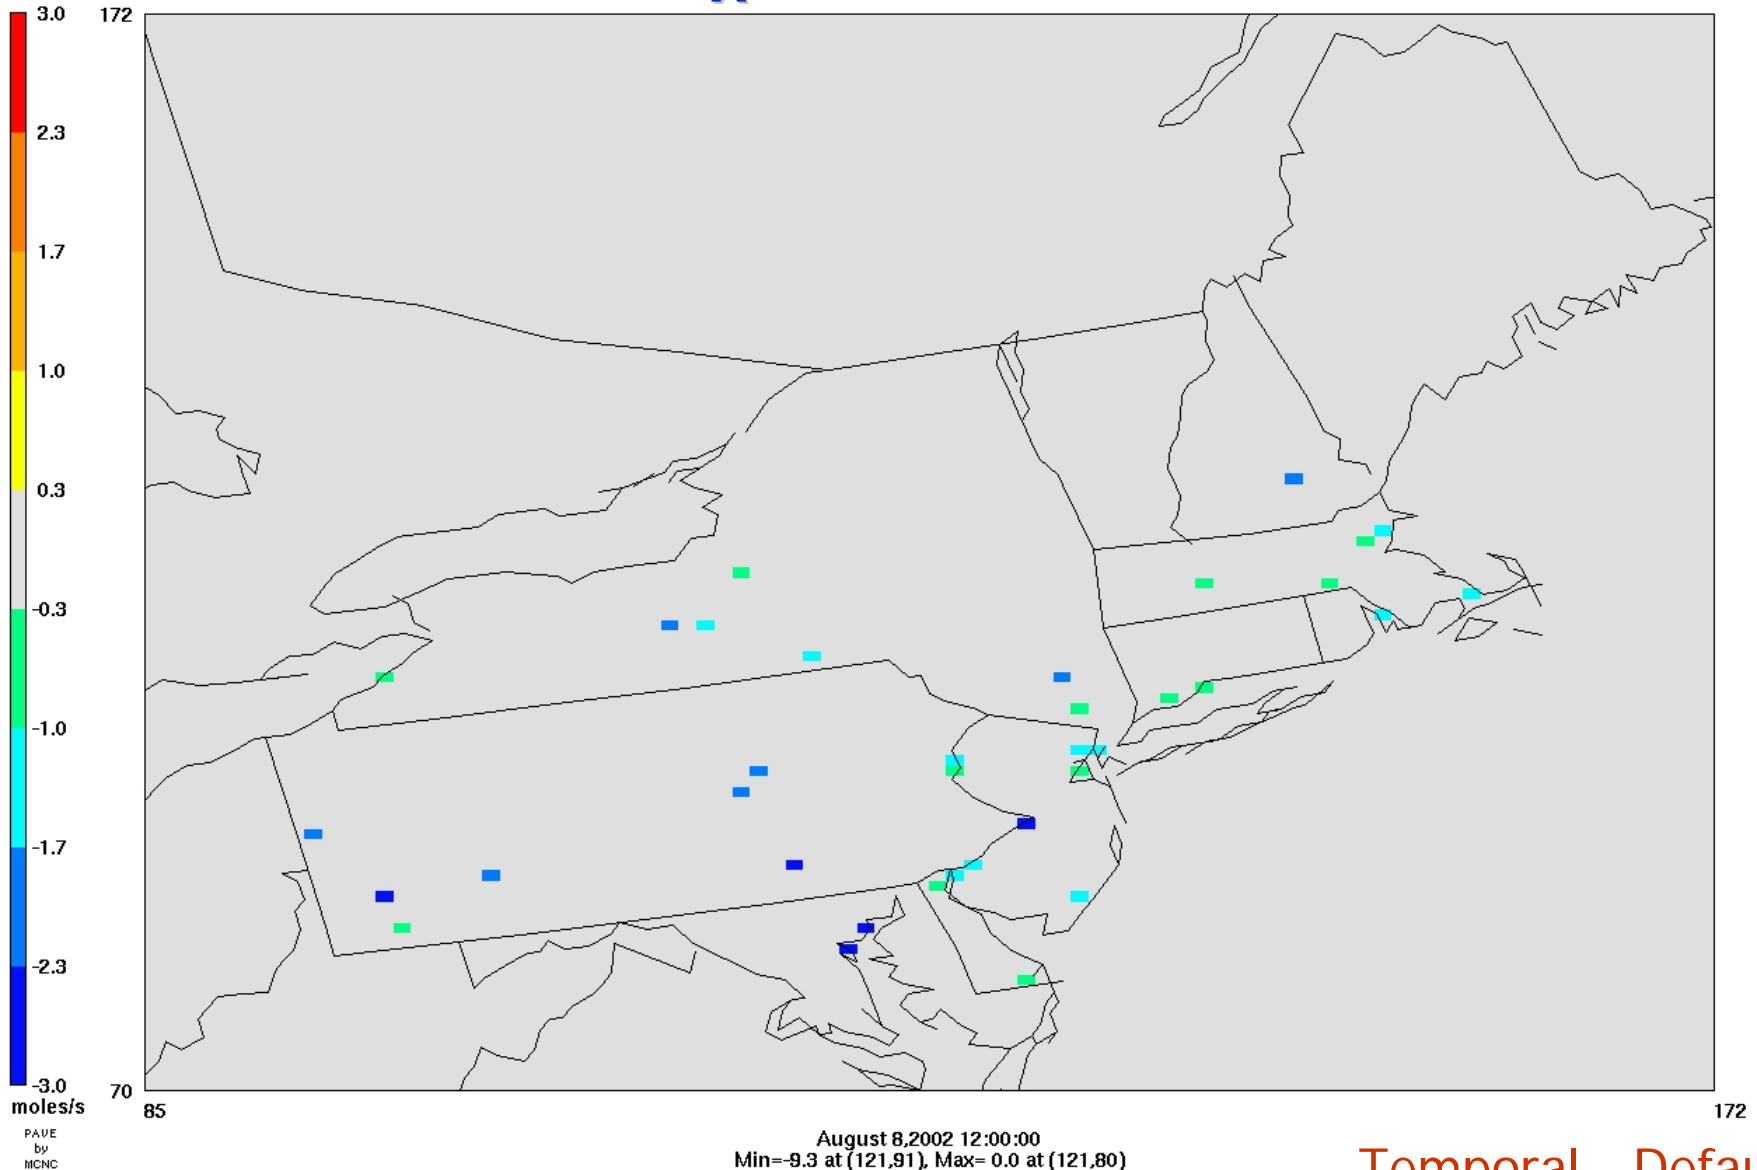 172
3.0
2.3
1.7
1.0
0.3
-0.3
-1.0
-1.7
-2.3
-3.0
moles/s
70
85
172
PAVE
by
MCNC
August 8,2002 12:00:00
Min=-9.3 at (121,91), Max= 0.0 at (121,80)
Temporal